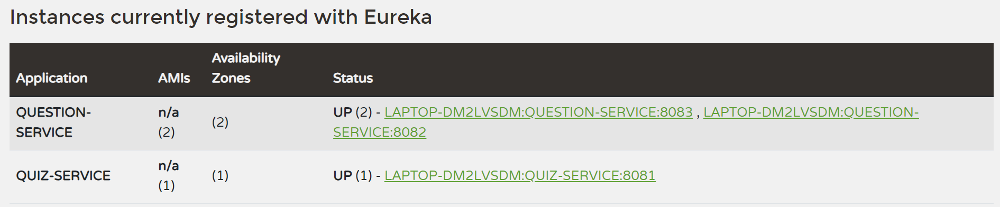 Instances currently registered with Eureka
Application AMIs Availability Zones Status
QUESTION-SERVICE n/a (2) (2) UP (2) - LAPTOP-DM2LVSDM:QUESTION-SERVICE:8083 , LAPTOP-DM2LVSDM:QUESTION-SERVICE:8082
QUIZ-SERVICE n/a (1) (1) UP (1) - LAPTOP-DM2LVSDM:QUIZ-SERVICE:8081